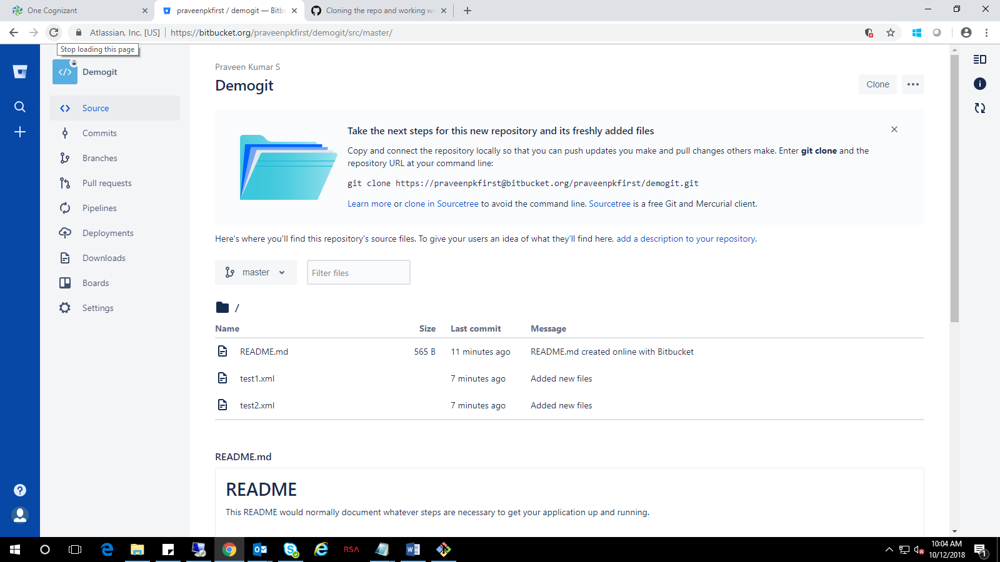 One Cognizant
praveenpkfirst / demogit — Bitbu
Cloning the repo and working wi
Atlassian, Inc. [US]
https://bitbucket.org/praveenpkfirst/demogit/src/master/
Stop loading this page
Demogit
Source
Commits
Branches
Pull requests
Pipelines
Deployments
Downloads
Boards
Settings
Praveen Kumar S
Demogit
Clone
Take the next steps for this new repository and its freshly added files
Copy and connect the repository locally so that you can push updates you make and pull changes others make. Enter git clone and the
repository URL at your command line:
git clone https://praveenpkfirst@bitbucket.org/praveenpkfirst/demogit.git
Learn more or clone in Sourcetree to avoid the command line. Sourcetree is a free Git and Mercurial client.
Here's where you'll find this repository's source files. To give your users an idea of what they'll find here, add a description to your repository.
master
Filter files
/
Name Size Last commit Message
README.md 565 B 11 minutes ago README.md created online with Bitbucket
test1.xml 7 minutes ago Added new files
test2.xml 7 minutes ago Added new files
README.md
README
This README would normally document whatever steps are necessary to get your application up and running.
RSA
10:04 AM
10/12/2018
1